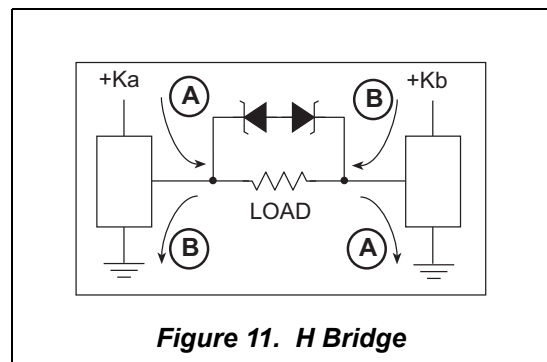 +Ka
A
B
+Kb
LOAD
B
A
Figure 11. H Bridge